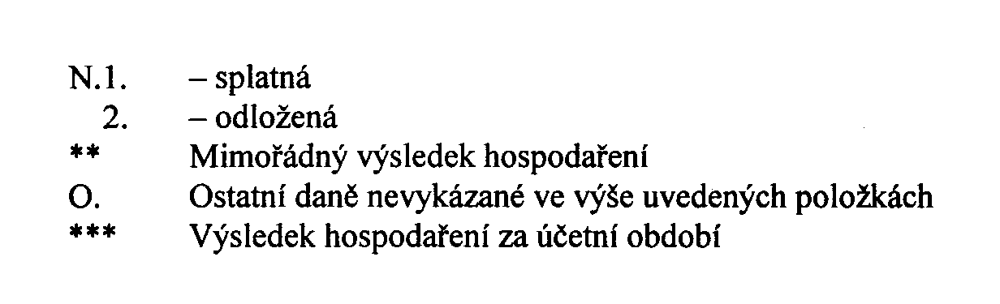 N.1. – splatná
2. – odložená
** Mimořádný výsledek hospodaření
O. Ostatní daně nevykázané ve výše uvedených položkách
*** Výsledek hospodaření za účetní období